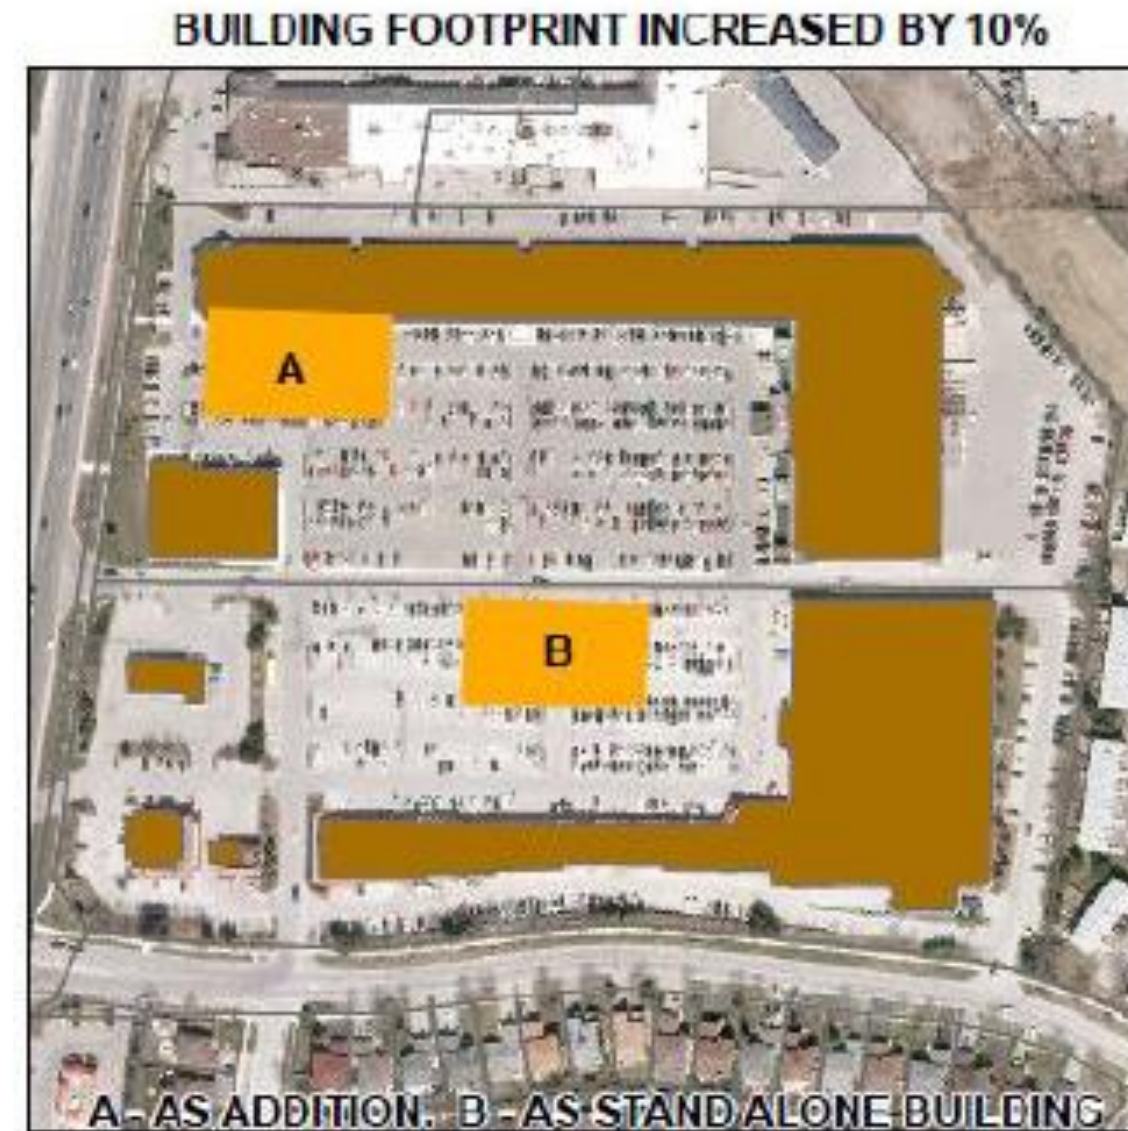 BUILDING FOOTPRINT INCREASED BY 10%
A
B
A - AS ADDITION. B - AS STAND ALONE BUILDING